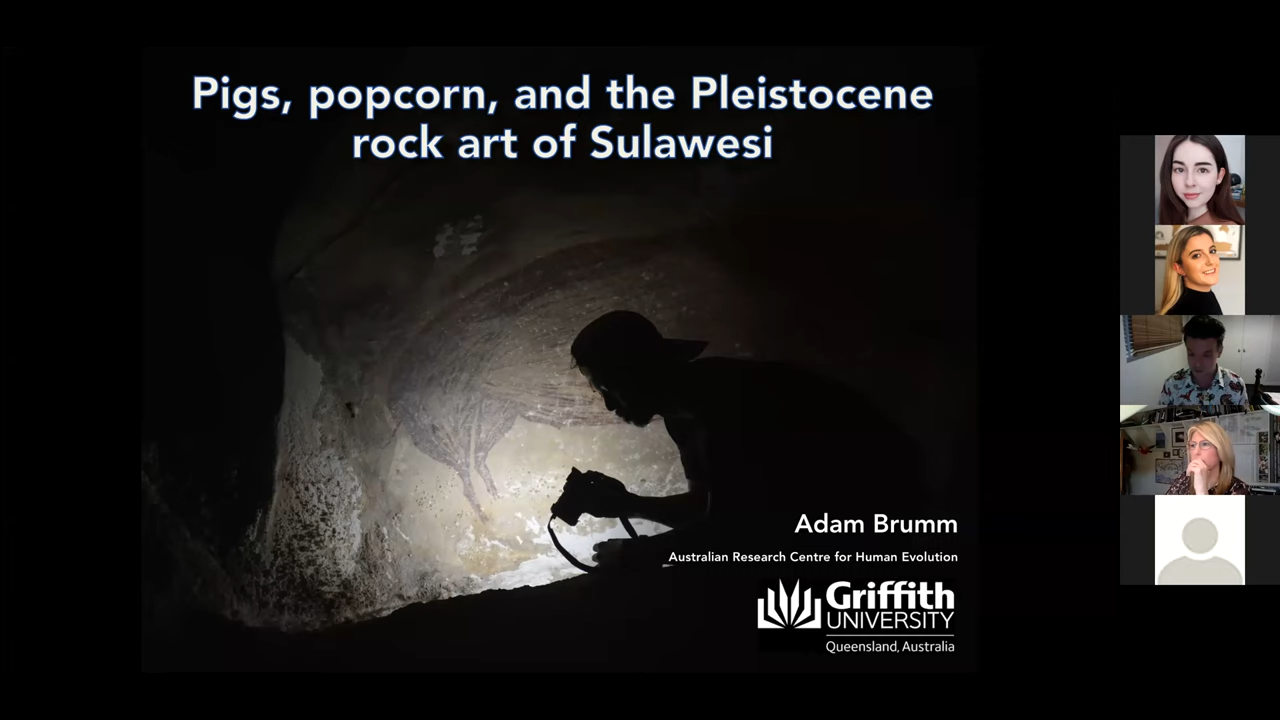 Pigs, popcorn, and the Pleistocene
rock art of Sulawesi
Adam Brumm
Australian Research Centre for Human Evolution
Griffith
UNIVERSITY
Queensland, Australia